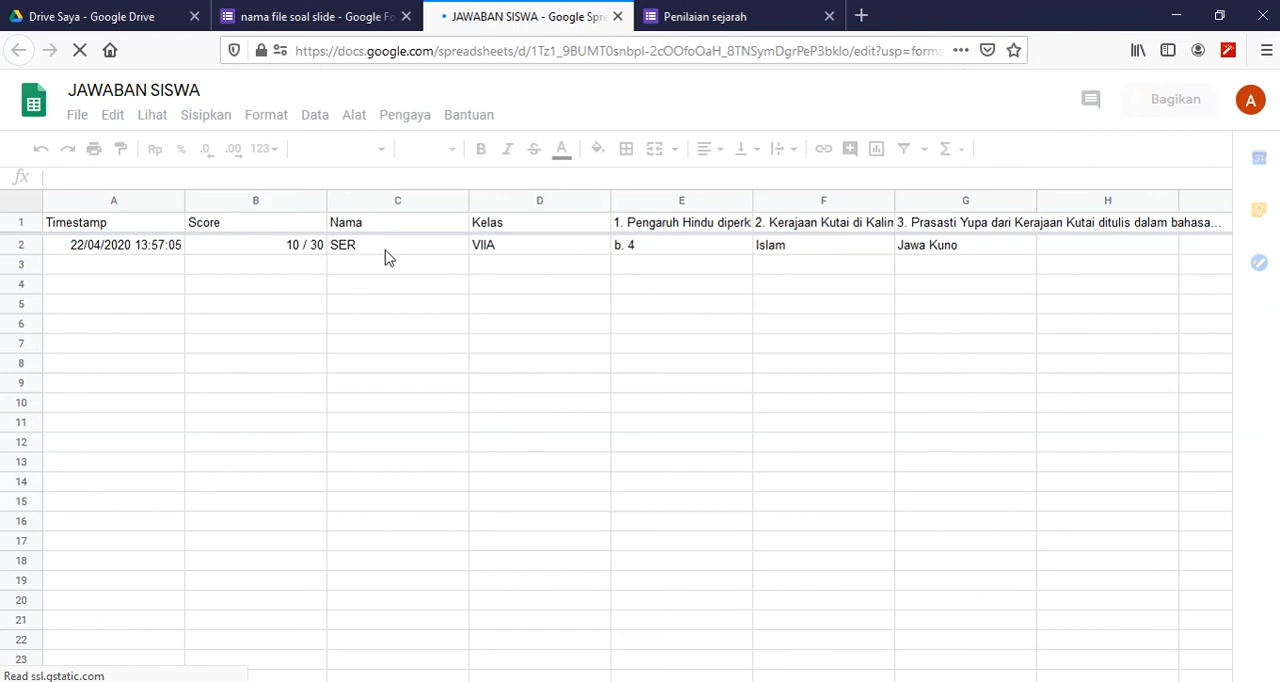 Drive Saya - Google Drive
nama file soal slide - Google Fo
JAWABAN SISWA - Google Spre
Penilaian sejarah
https://docs.google.com/spreadsheets/d/1Tz1_9BUMT0snbpI-2cOOfoOaH_8TNSymDgrPeP3bklo/edit?usp=forms
JAWABAN SISWA
File Edit Lihat Sisipkan Format Data Alat Pengaya Bantuan
Bagikan
A
Rp % .0 .00 123
B I S A Σ
31
fx
A B C D E F G H
1 Timestamp Score Nama Kelas 1. Pengaruh Hindu diperk 2. Kerajaan Kutai di Kalim 3. Prasasti Yupa dari Kerajaan Kutai ditulis dalam bahasa...
2 22/04/2020 13:57:05 10 / 30 SER VIIA b. 4 Islam Jawa Kuno
3
4
5
6
7
8
9
10
11
12
13
14
15
16
17
18
19
20
21
22
23
Read ssl.gstatic.com